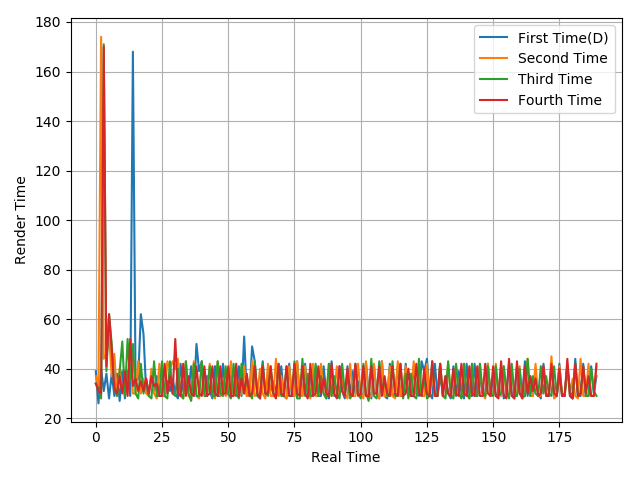 180
160
140
120
100
80
60
40
20
0
25
50
75
100
125
150
175
Render Time
Real Time
First Time(D)
Second Time
Third Time
Fourth Time